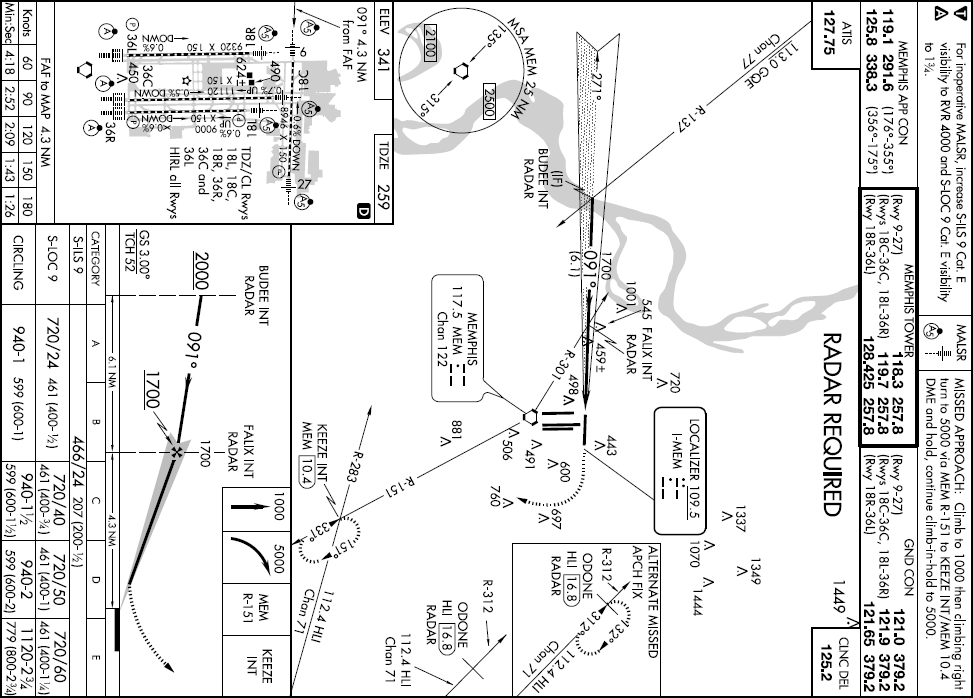 For inoperative MALSR, increase S-ILS 9 Cat. E
visibility to RVR 4000 and S-LOC 9 Cat. E visibility
to 1¾.
MALSR
A5
MISSED APPROACH: Climb to 1000 then climbing right
turn to 5000 via MEM R-151 to KEEZE INT/MEM 10.4
DME and hold, continue climb-in-hold to 5000.
ATIS
127.75
MEMPHIS APP CON
119.1 291.6 (176°-355°)
125.8 338.3 (356°-175°)
MEMPHIS TOWER
(Rwy 9-27) 118.3 257.8
(Rwys 18C-36C, 18L-36R) 119.7 257.8
(Rwy 18R-36L) 128.425 257.8
GND CON
(Rwy 9-27) 121.0 379.2
(Rwys 18C-36C, 18L-36R) 121.9 379.2
(Rwy 18R-36L) 121.65 379.2
CLNC DEL
125.2
RADAR REQUIRED
1449
113.0 GQE
Chan 77
R-137
MSA MEM 25 NM
135°
315°
2100
2500
271°
(IF)
BUDEE INT
RADAR
1700
091°
(6.1)
1001
545
FALIX INT
RADAR
459±
720
R-301
498
MEMPHIS
117.5 MEM
Chan 122
LOCALIZER 109.5
I-MEM
443
600
491
506
881
697
760
1337
1349
1070
1444
R-283
R-151
KEEZE INT
MEM 10.4
331°
151°
112.4 HLI
Chan 71
ALTERNATE MISSED
APCH FIX
ODONE
HLI 16.8
RADAR
R-312
312°
132°
112.4 HLI
Chan 71
R-312
ODONE
HLI 16.8
RADAR
112.4 HLI
Chan 71
ELEV 341
TDZE 259
D
091° 4.3 NM
from FAF
A5
9
27
A5
18R
18C
18L
A5
A5
490
624±
450
36L
36C
36R
P
A
A
A
9320 X 150
0.6% DOWN
11120 X 150
0.7% UP
0.5% DOWN
9000 X 150
0.6% UP
0.6% DOWN
8946 X 150
0.6% DOWN
TDZ/CL Rwys
18L, 18C,
18R, 36R,
36C and
36L
HIRL all Rwys
FAF to MAP 4.3 NM
Knots 60 90 120 150 180
Min:Sec 4:18 2:52 2:09 1:43 1:26
BUDEE INT
RADAR
2000
091°
1700
GS 3.00°
TCH 52
FALIX INT
RADAR
1700
1000
5000
MEM
R-151
KEEZE
INT
6.1 NM
4.3 NM
CATEGORY A B C D E
S-ILS 9 466/24 207 (200-½)
S-LOC 9 720/24 461 (400-½) 720/40 461 (400-¾) 720/50 461 (400-1) 720/60 461 (400-1¼)
CIRCLING 940-1 599 (600-1) 940-1½ 599 (600-1½) 940-2 599 (600-2) 1120-2¾ 779 (800-2¾)